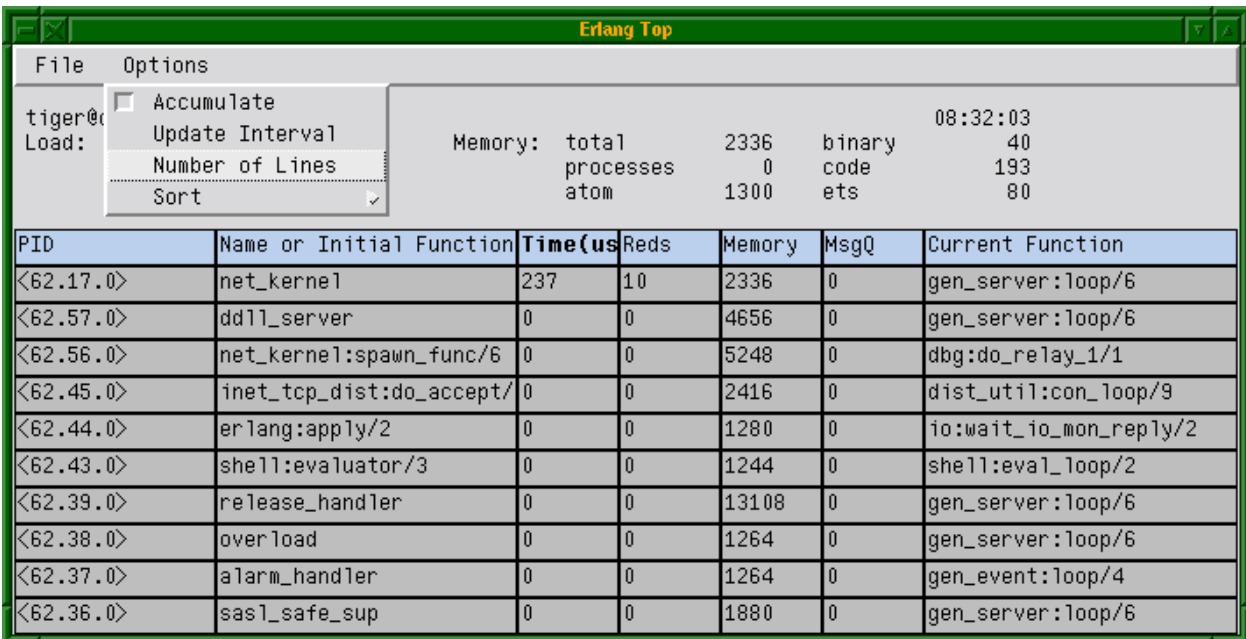 Erlang Top
File Options
Accumulate
Update Interval
Number of Lines
Sort
08:32:03
Load: Memory: total 2336 binary 40
processes 0 code 193
atom 1300 ets 80
PID Name or Initial Function Time(us Reds Memory MsgQ Current Function
<62.17.0> net_kernel 237 10 2336 0 gen_server:loop/6
<62.57.0> ddll_server 0 0 4656 0 gen_server:loop/6
<62.56.0> net_kernel:spawn_func/6 0 0 5248 0 dbg:do_relay_1/1
<62.45.0> inet_tcp_dist:do_accept/ 0 0 2416 0 dist_util:con_loop/9
<62.44.0> erlang:apply/2 0 0 1280 0 io:wait_io_mon_reply/2
<62.43.0> shell:evaluator/3 0 0 1244 0 shell:eval_loop/2
<62.39.0> release_handler 0 0 13108 0 gen_server:loop/6
<62.38.0> overload 0 0 1264 0 gen_server:loop/6
<62.37.0> alarm_handler 0 0 1264 0 gen_event:loop/4
<62.36.0> sasl_safe_sup 0 0 1880 0 gen_server:loop/6